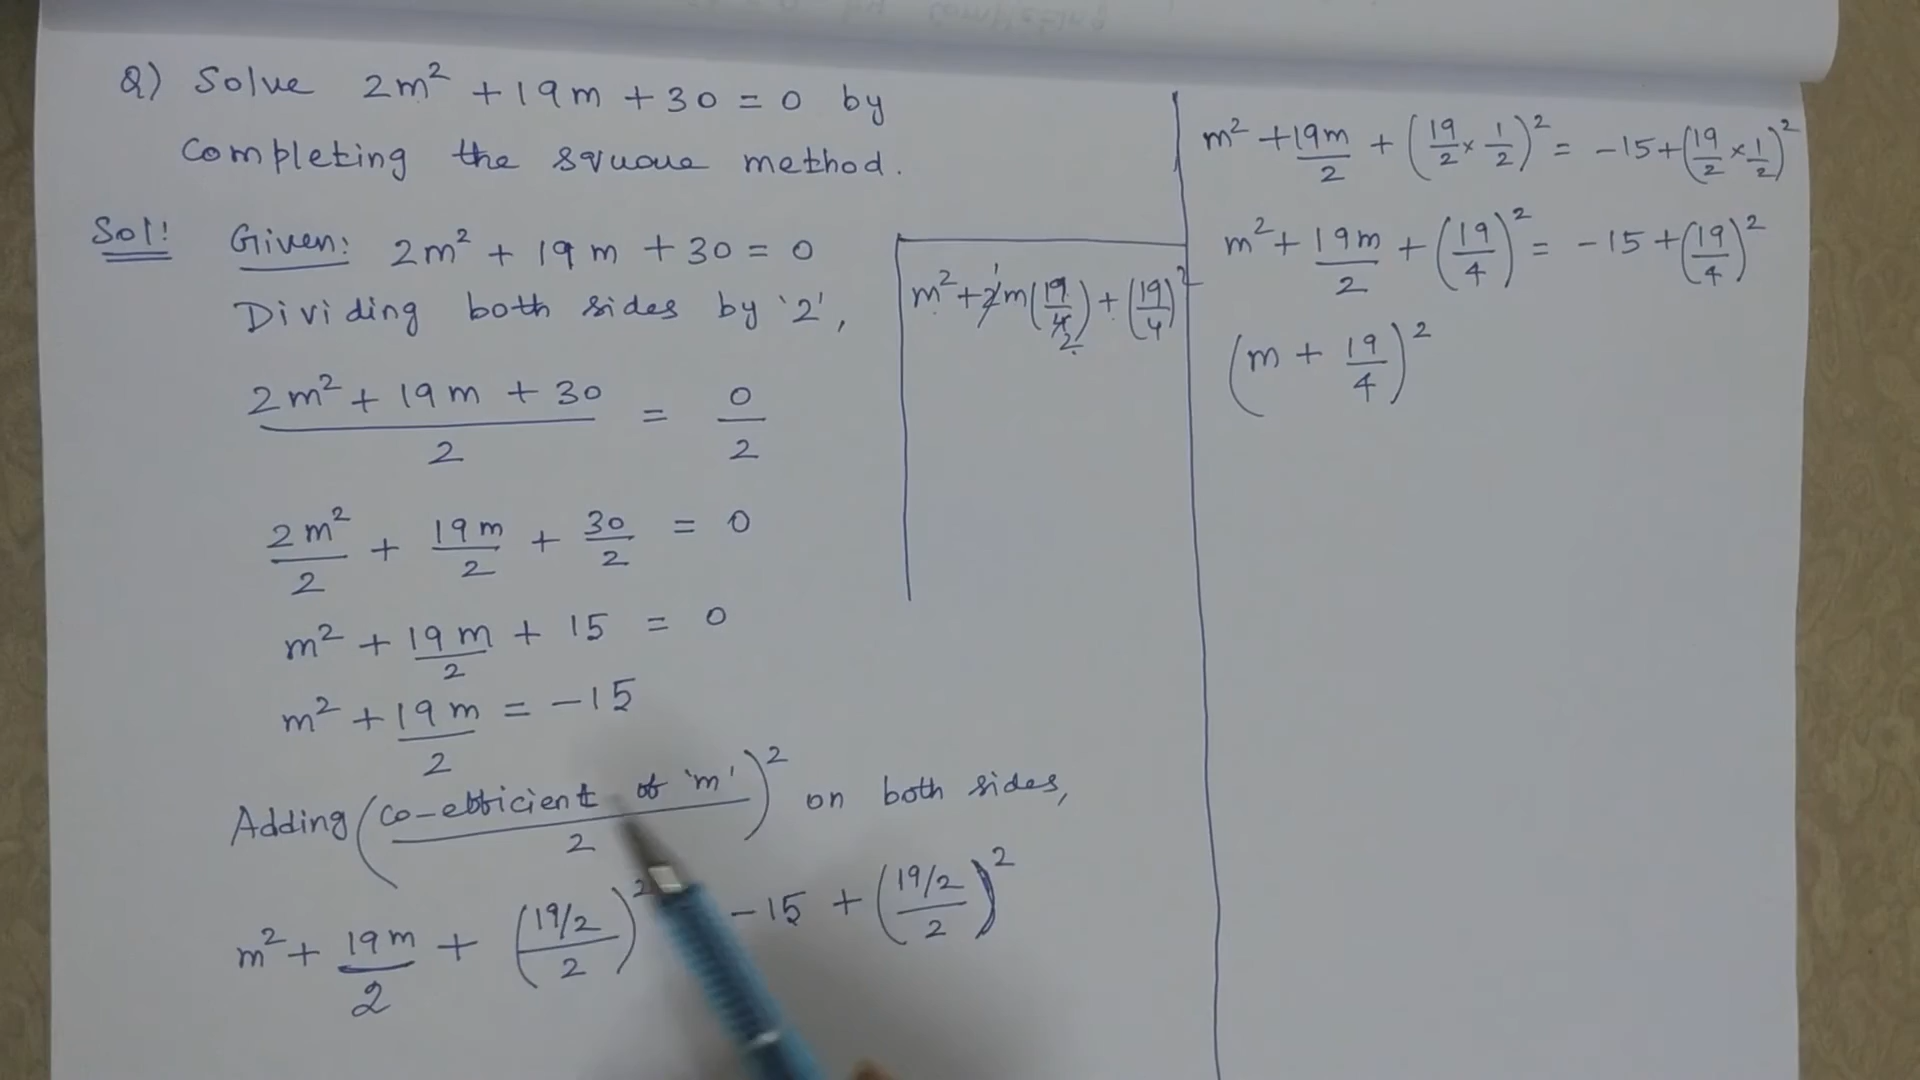 Q) Solve 2m² + 19m + 30 = 0 by
completing the square method.
Sol: Given: 2m² + 19m + 30 = 0
Dividing both sides by '2',
(2m² + 19m + 30)/2 = 0/2
2m²/2 + 19m/2 + 30/2 = 0
m² + 19m/2 + 15 = 0
m² + 19m/2 = -15
Adding (co-efficient of 'm'/2)² on both sides,
m² + 19m/2 + ((19/2)/2)² -15 + ((19/2)/2)²
m² + 2m(19/4) + (19/4)²
1
2
m² + 19m/2 + (19/2 × 1/2)² = -15 + (19/2 × 1/2)²
m² + 19m/2 + (19/4)² = -15 + (19/4)²
(m + 19/4)²